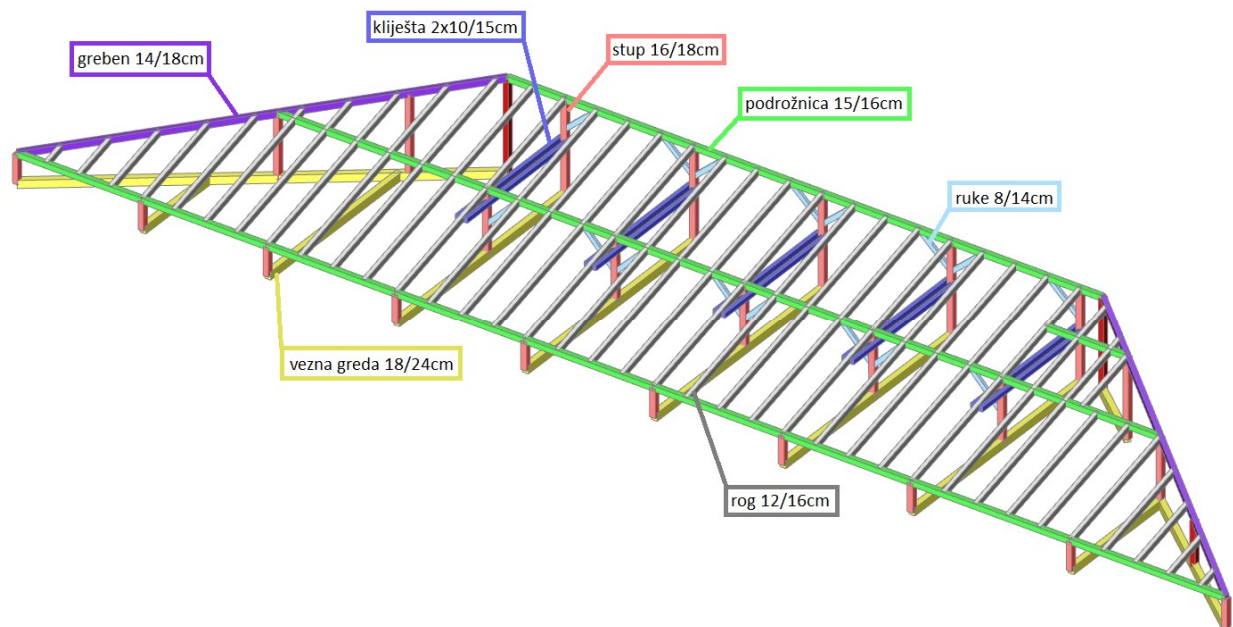 kliješta 2x10/15cm
stup 16/18cm
greben 14/18cm
podrožnica 15/16cm
ruke 8/14cm
vezna greda 18/24cm
rog 12/16cm